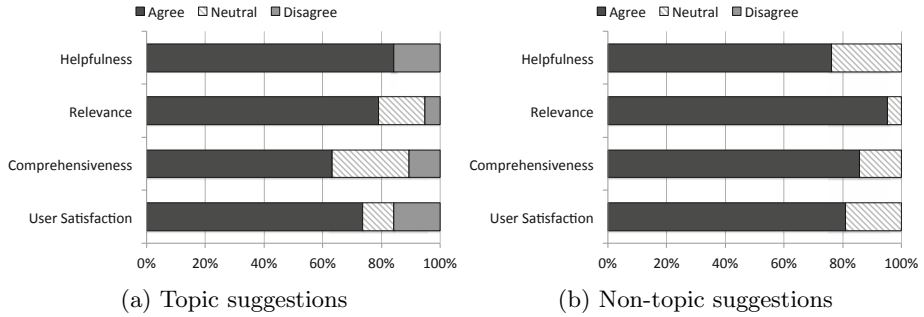 Agree Neutral Disagree
Helpfulness
Relevance
Comprehensiveness
User Satisfaction
0% 20% 40% 60% 80% 100%
(a) Topic suggestions
Agree Neutral Disagree
Helpfulness
Relevance
Comprehensiveness
User Satisfaction
0% 20% 40% 60% 80% 100%
(b) Non-topic suggestions